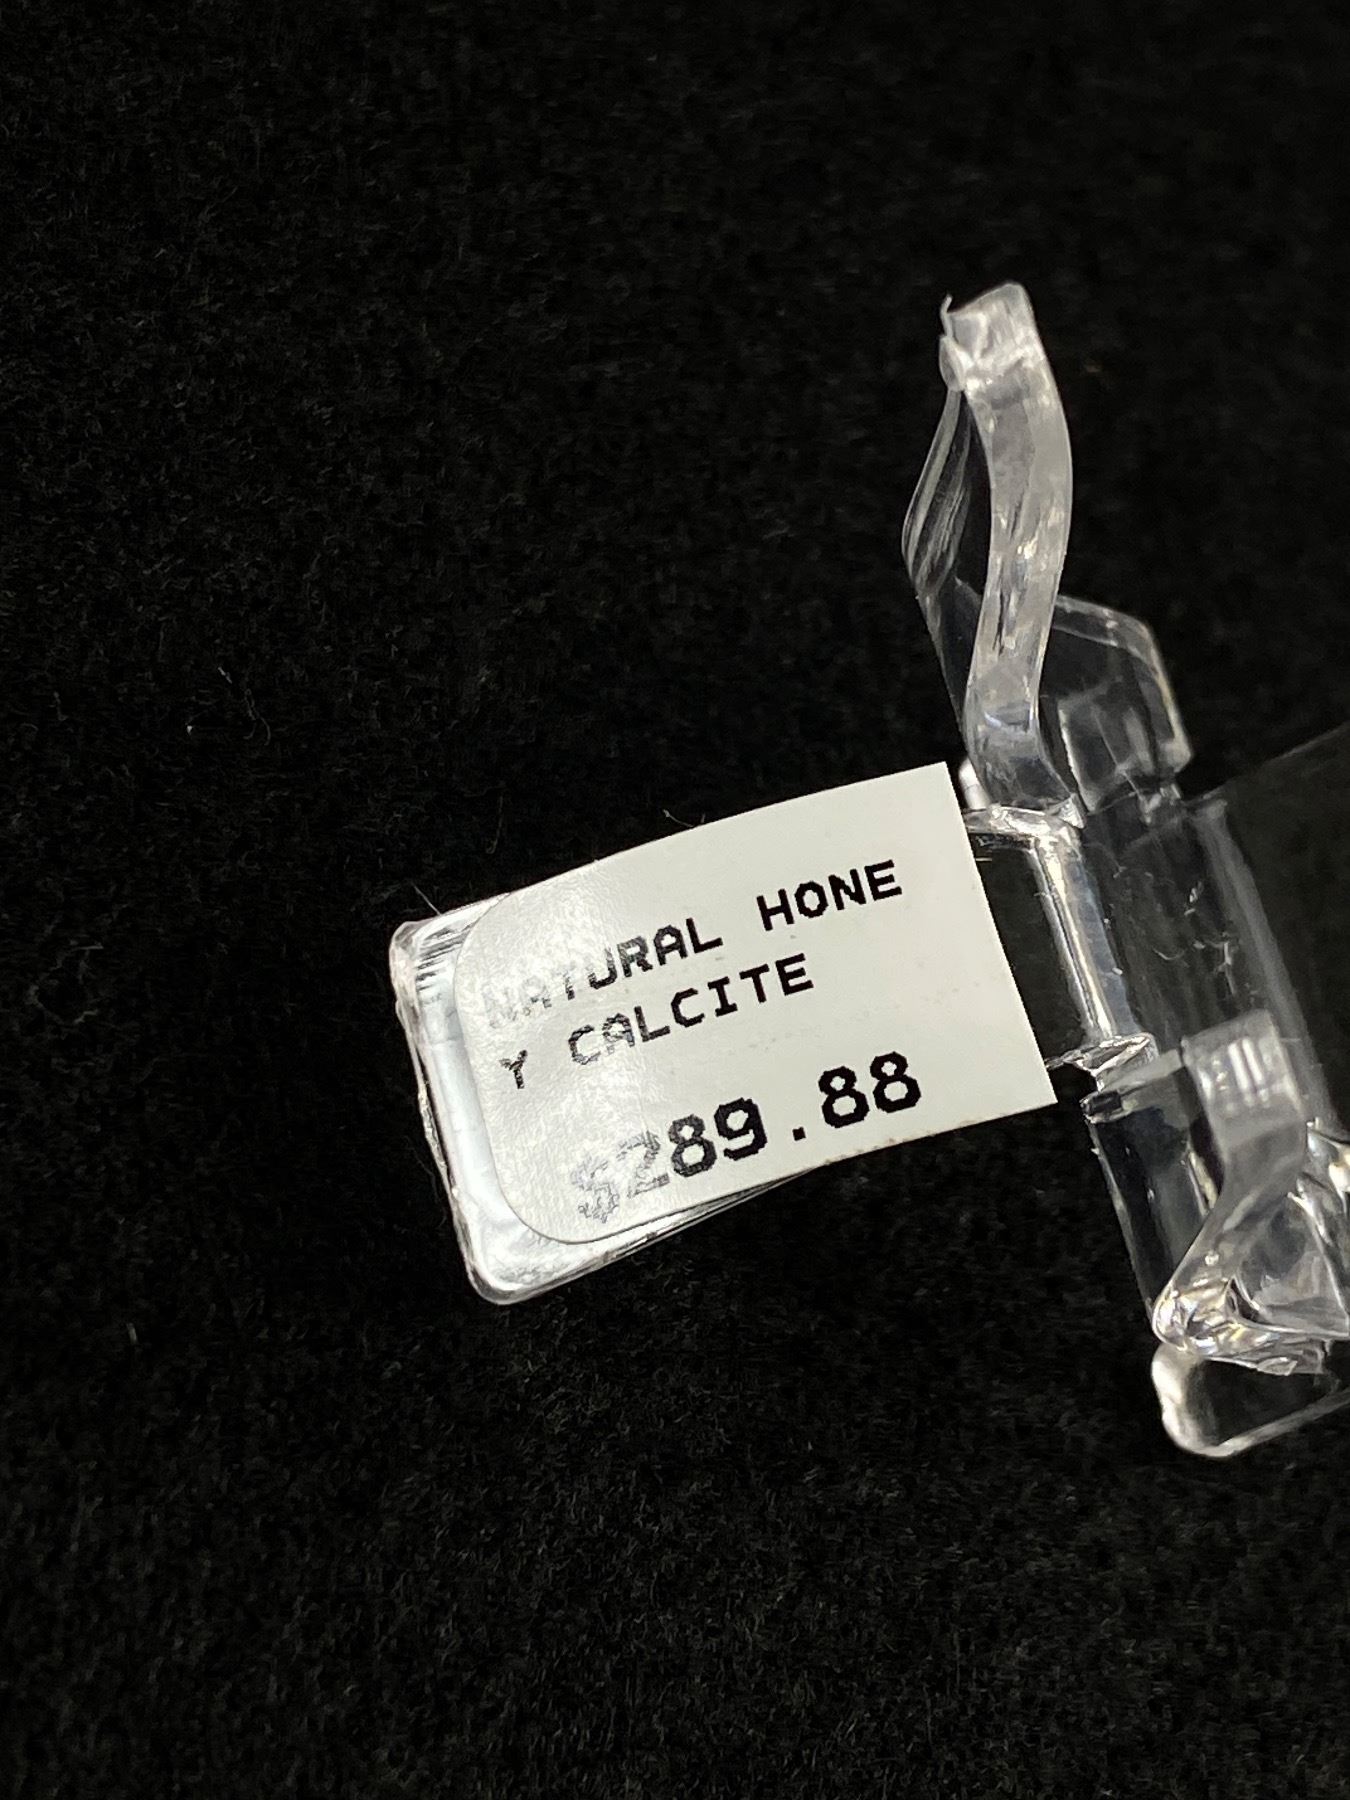 NATURAL HONE
Y CALCITE
$289.88